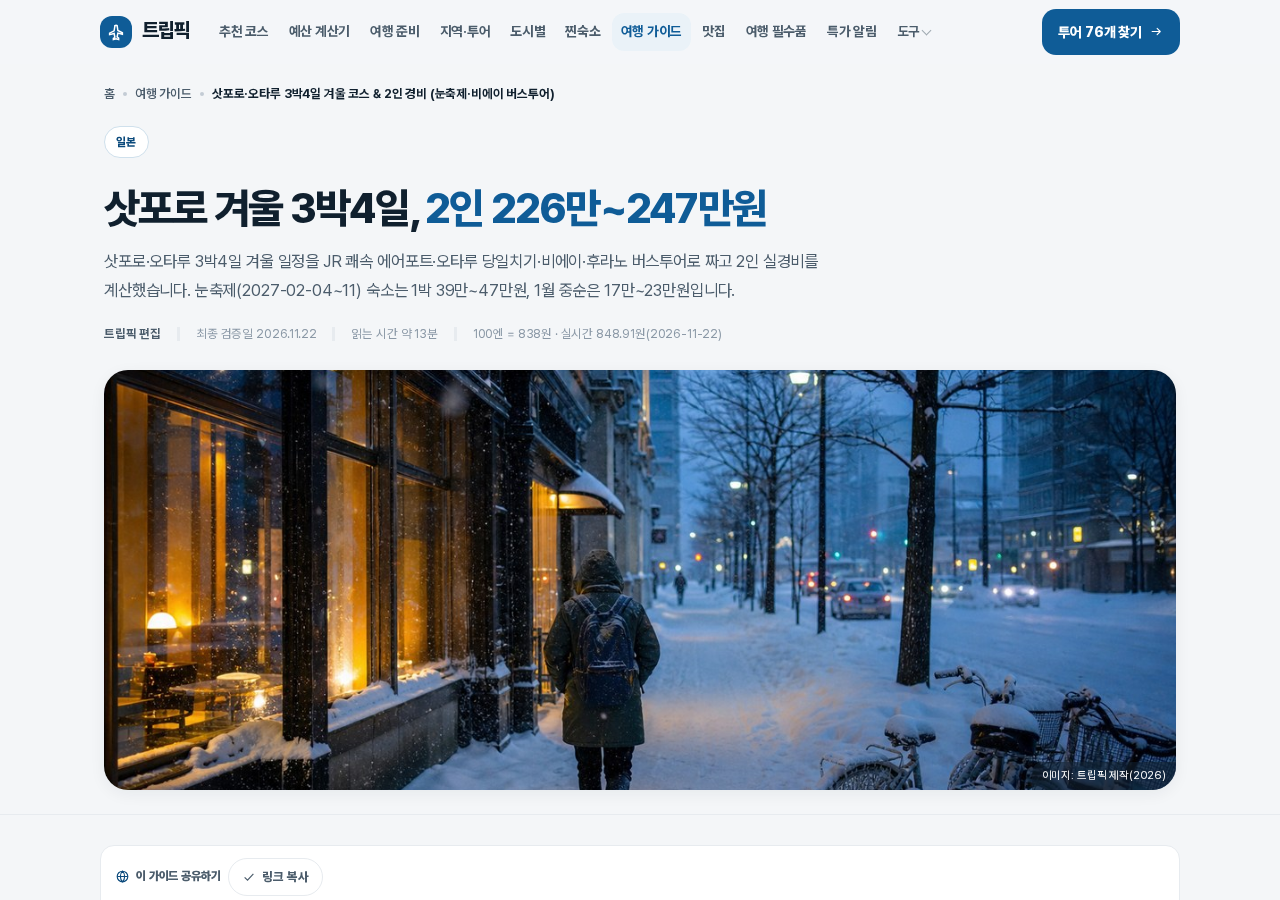 트립픽
추천 코스
예산 계산기
여행 준비
지역·투어
도시별
찐숙소
여행 가이드
맛집
여행 필수품
특가 알림
도구
투어 76개 찾기 →
홈 • 여행 가이드 • 삿포로·오타루 3박4일 겨울 코스 & 2인 경비 (눈축제·비에이 버스투어)
일본
삿포로 겨울 3박4일, 2인 226만~247만원
삿포로·오타루 3박4일 겨울 일정을 JR 쾌속 에어포트·오타루 당일치기·비에이·후라노 버스투어로 짜고 2인 실경비를
계산했습니다. 눈축제(2027-02-04~11) 숙소는 1박 39만~47만원, 1월 중순은 17만~23만원입니다.
트립픽 편집 | 최종 검증일 2026.11.22 | 읽는 시간 약 13분 | 100엔 = 838원 · 실시간 848.91원(2026-11-22)
이미지: 트립픽 제작(2026)
이 가이드 공유하기
링크 복사